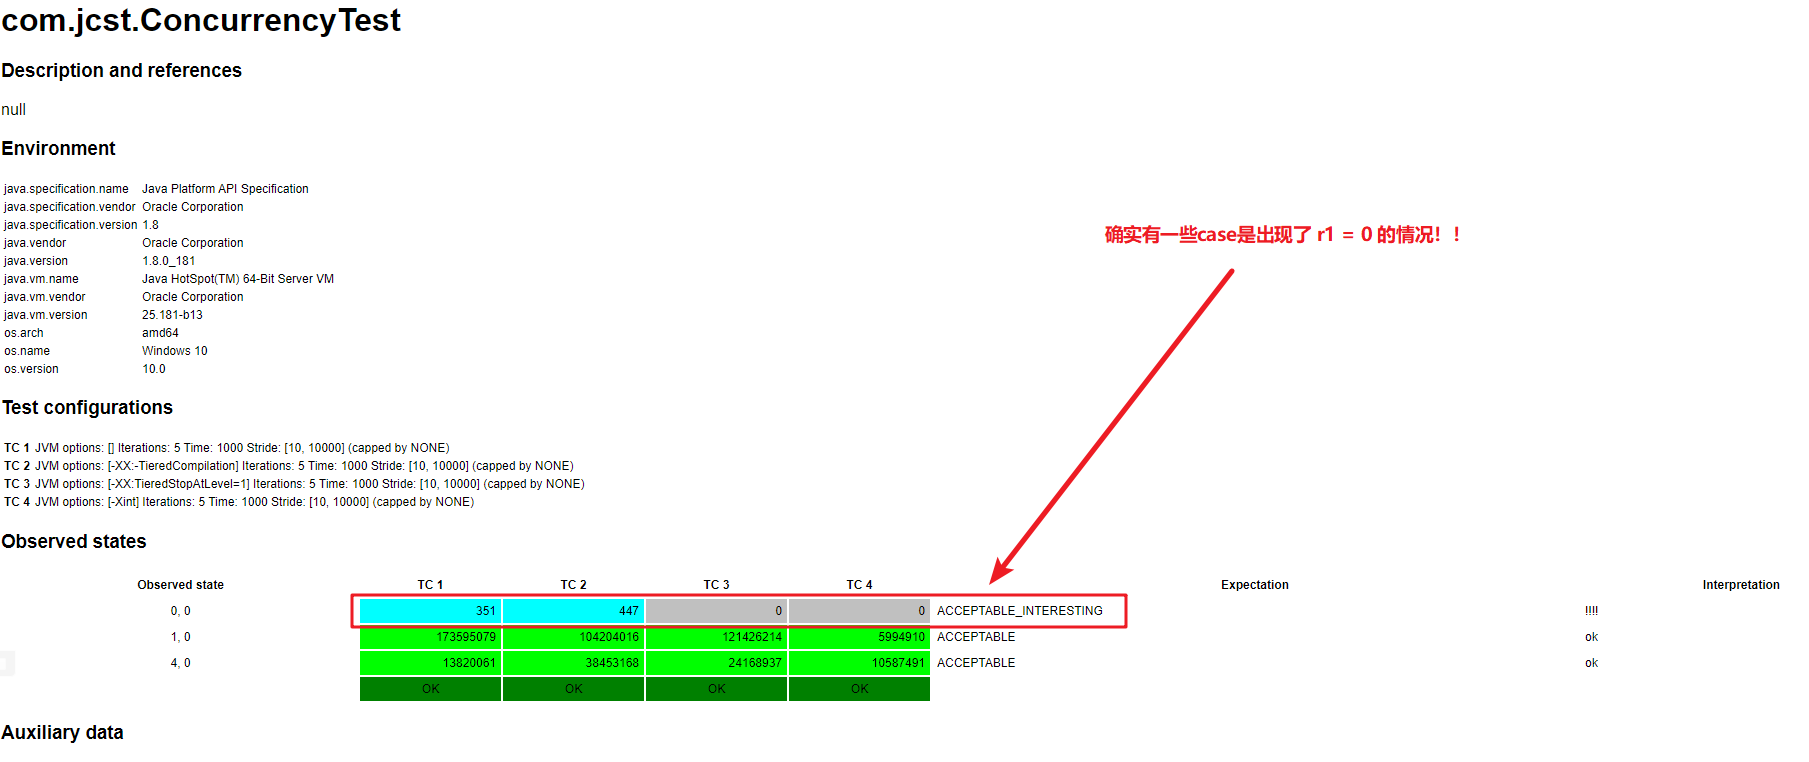 com.jcst.ConcurrencyTest
Description and references
null
Environment
java.specification.name Java Platform API Specification
java.specification.vendor Oracle Corporation
java.specification.version 1.8
java.vendor Oracle Corporation
java.version 1.8.0_181
java.vm.name Java HotSpot(TM) 64-Bit Server VM
java.vm.vendor Oracle Corporation
java.vm.version 25.181-b13
os.arch amd64
os.name Windows 10
os.version 10.0
确实有一些case是出现了 r1 = 0 的情况！！
Test configurations
TC 1 JVM options: [] Iterations: 5 Time: 1000 Stride: [10, 10000] (capped by NONE)
TC 2 JVM options: [-XX:-TieredCompilation] Iterations: 5 Time: 1000 Stride: [10, 10000] (capped by NONE)
TC 3 JVM options: [-XX:TieredStopAtLevel=1] Iterations: 5 Time: 1000 Stride: [10, 10000] (capped by NONE)
TC 4 JVM options: [-Xint] Iterations: 5 Time: 1000 Stride: [10, 10000] (capped by NONE)
Observed states
Observed state TC 1 TC 2 TC 3 TC 4 Expectation Interpretation
0, 0 351 447 0 0 ACCEPTABLE_INTERESTING !!!!
1, 0 173595079 104204016 121426214 5994910 ACCEPTABLE ok
4, 0 13820061 38453168 24168937 10587491 ACCEPTABLE ok
OK OK OK OK
Auxiliary data